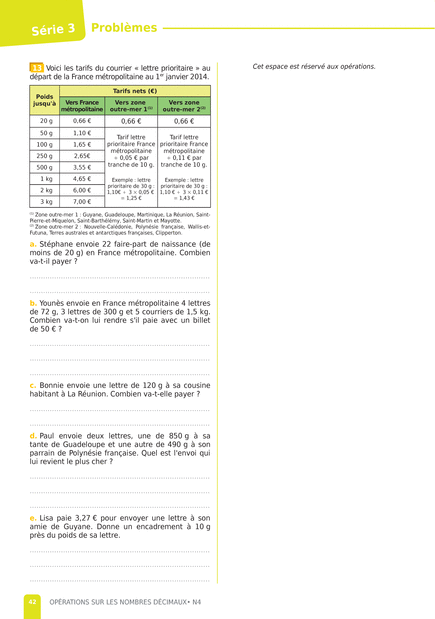 Série 3 Problèmes
13 Voici les tarifs du courrier « lettre prioritaire » au
départ de la France métropolitaine au 1er janvier 2014.
Poids jusqu'à
Tarifs nets (€)
Vers France métropolitaine
Vers zone outre-mer 1(1)
Vers zone outre-mer 2(2)
20 g 0,66 € 0,66 € 0,66 €
50 g 1,10 €
100 g 1,65 €
250 g 2,65€
500 g 3,55 €
1 kg 4,65 €
2 kg 6,00 €
3 kg 7,00 €
Tarif lettre
prioritaire France
métropolitaine
+ 0,05 € par
tranche de 10 g.
Exemple : lettre
prioritaire de 30 g :
1,10€ + 3 × 0,05 €
= 1,25 €
Tarif lettre
prioritaire France
métropolitaine
+ 0,11 € par
tranche de 10 g.
Exemple : lettre
prioritaire de 30 g :
1,10 € + 3 × 0,11 €
= 1,43 €
(1) Zone outre-mer 1 : Guyane, Guadeloupe, Martinique, La Réunion, Saint-
Pierre-et-Miquelon, Saint-Barthélémy, Saint-Martin et Mayotte.
(2) Zone outre-mer 2 : Nouvelle-Calédonie, Polynésie française, Wallis-et-
Futuna, Terres australes et antarctiques françaises, Clipperton.
a. Stéphane envoie 22 faire-part de naissance (de
moins de 20 g) en France métropolitaine. Combien
va-t-il payer ?
b. Younès envoie en France métropolitaine 4 lettres
de 72 g, 3 lettres de 300 g et 5 courriers de 1,5 kg.
Combien va-t-on lui rendre s'il paie avec un billet
de 50 € ?
c. Bonnie envoie une lettre de 120 g à sa cousine
habitant à La Réunion. Combien va-t-elle payer ?
d. Paul envoie deux lettres, une de 850 g à sa
tante de Guadeloupe et une autre de 490 g à son
parrain de Polynésie française. Quel est l'envoi qui
lui revient le plus cher ?
e. Lisa paie 3,27 € pour envoyer une lettre à son
amie de Guyane. Donne un encadrement à 10 g
près du poids de sa lettre.
Cet espace est réservé aux opérations.
42 OPÉRATIONS SUR LES NOMBRES DÉCIMAUX• N4